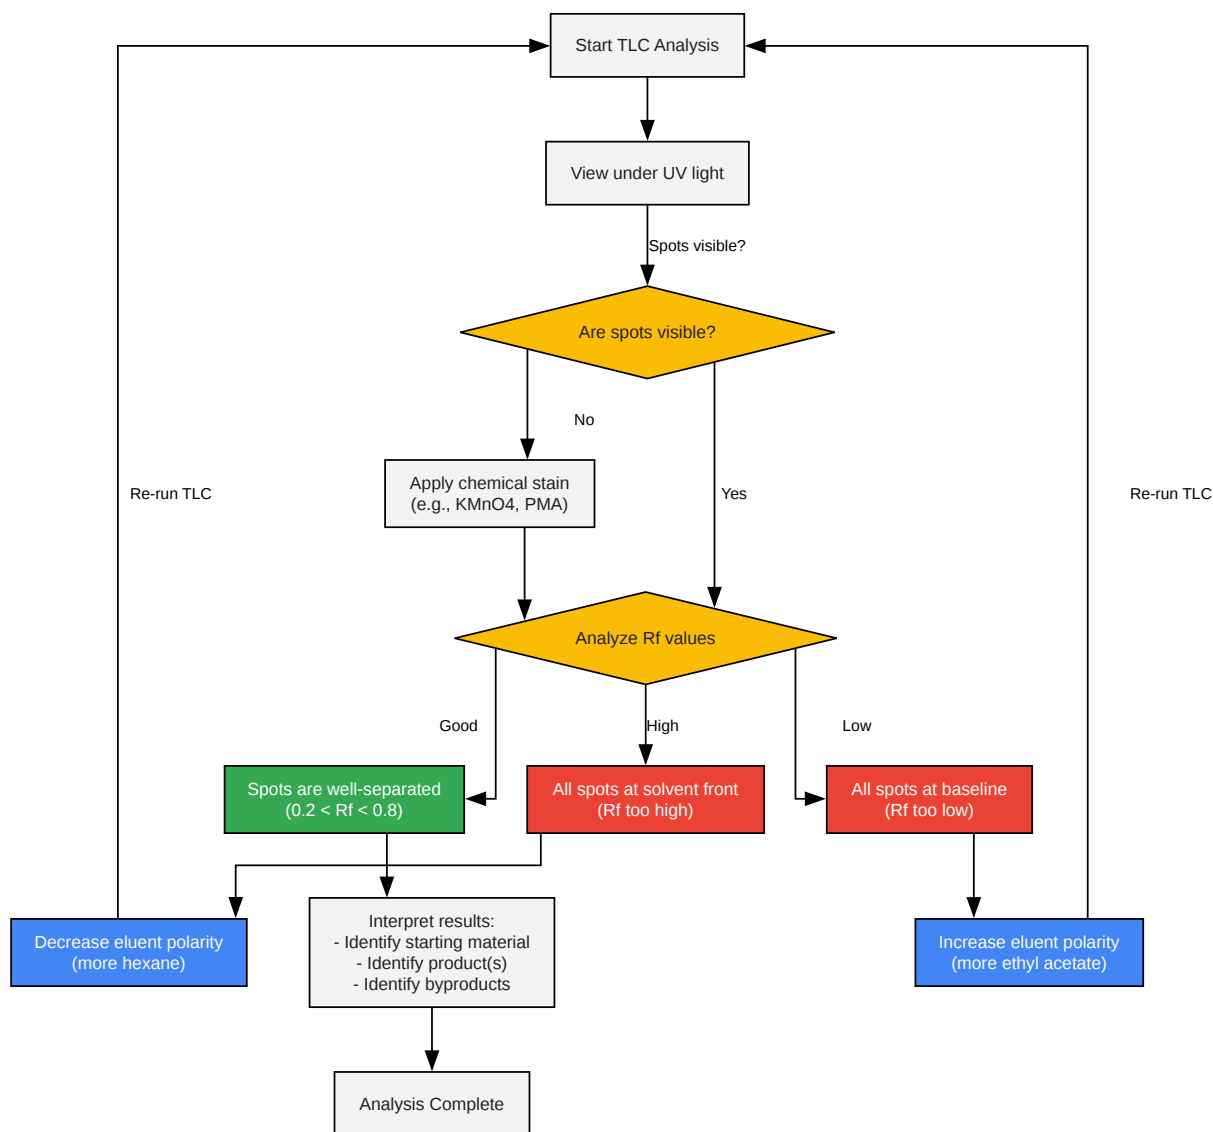 Start TLC Analysis
View under UV light
Spots visible?
Are spots visible?
No
Apply chemical stain
(e.g., KMnO4, PMA)
Yes
Re-run TLC
Re-run TLC
Analyze Rf values
Good
High
Low
Spots are well-separated
(0.2 < Rf < 0.8)
All spots at solvent front
(Rf too high)
All spots at baseline
(Rf too low)
Decrease eluent polarity
(more hexane)
Interpret results:
- Identify starting material
- Identify product(s)
- Identify byproducts
Increase eluent polarity
(more ethyl acetate)
Analysis Complete